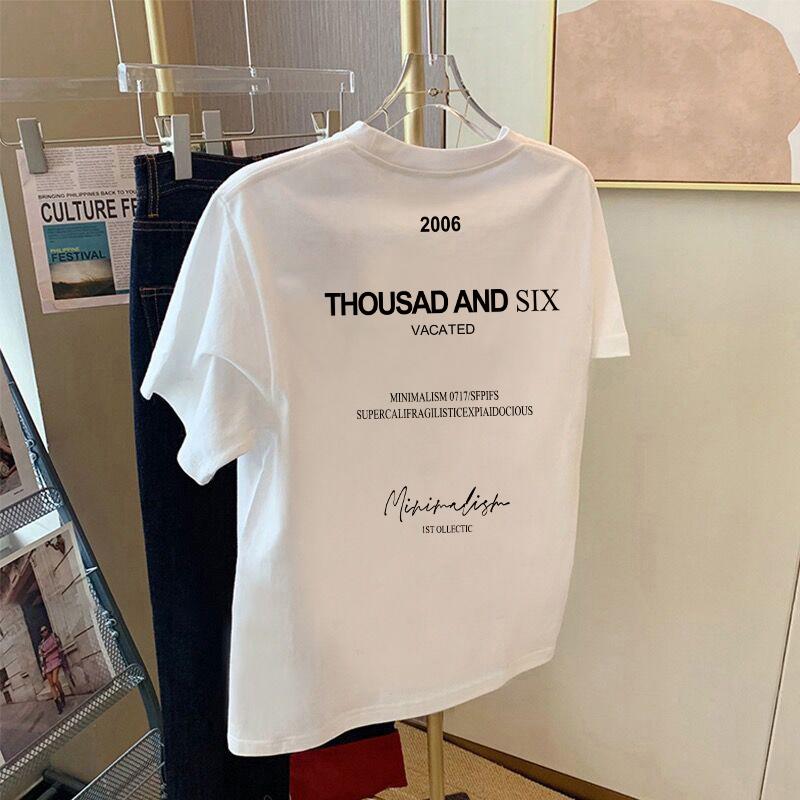 BRINGING PHILIPPINES BACK TO YOU
CULTURE FE
PHILIPPINE
FESTIVAL
2006
THOUSAD AND SIX
VACATED
MINIMALISM 0717/SFPIFS
SUPERCALIFRAGILISTICEXPIAIDOCIOUS
Minimalism
1ST OLLECTIC